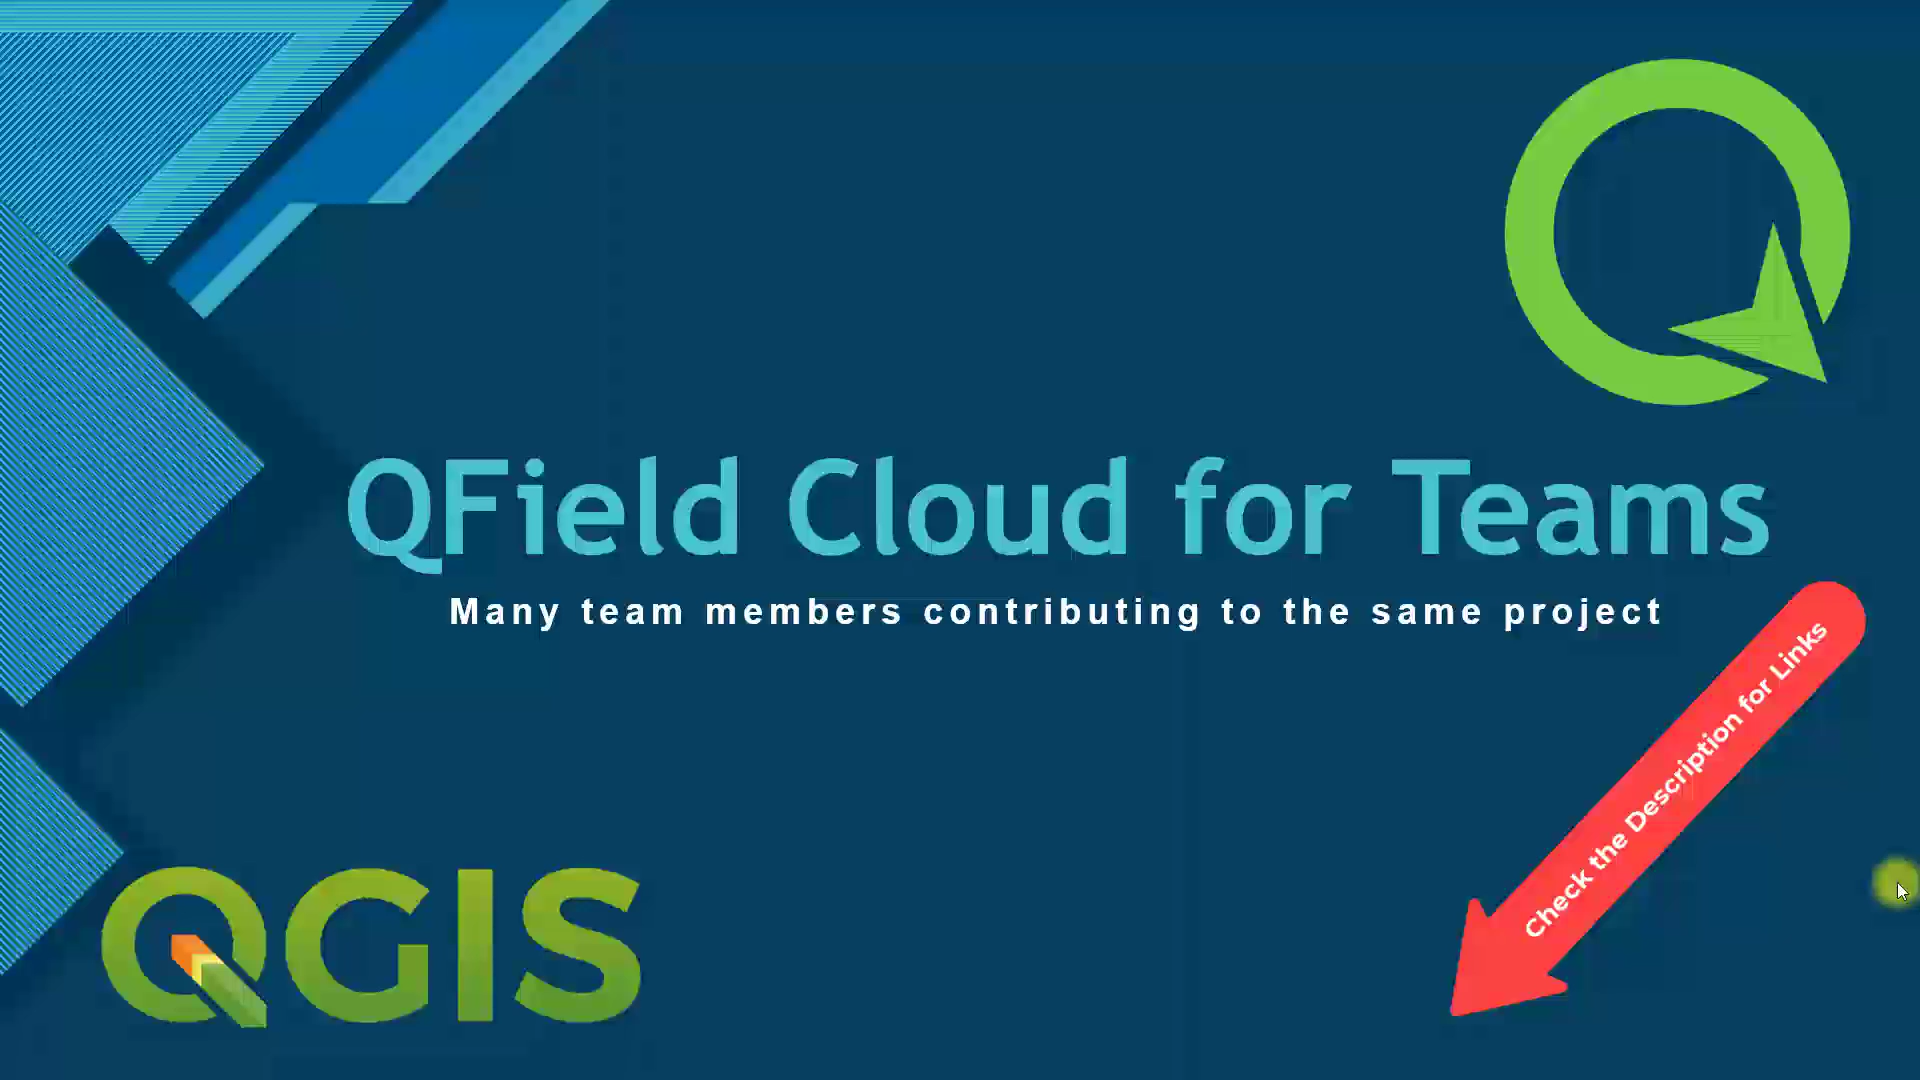 QField Cloud for Teams
Many team members contributing to the same project
Check the Description for Links
QGIS